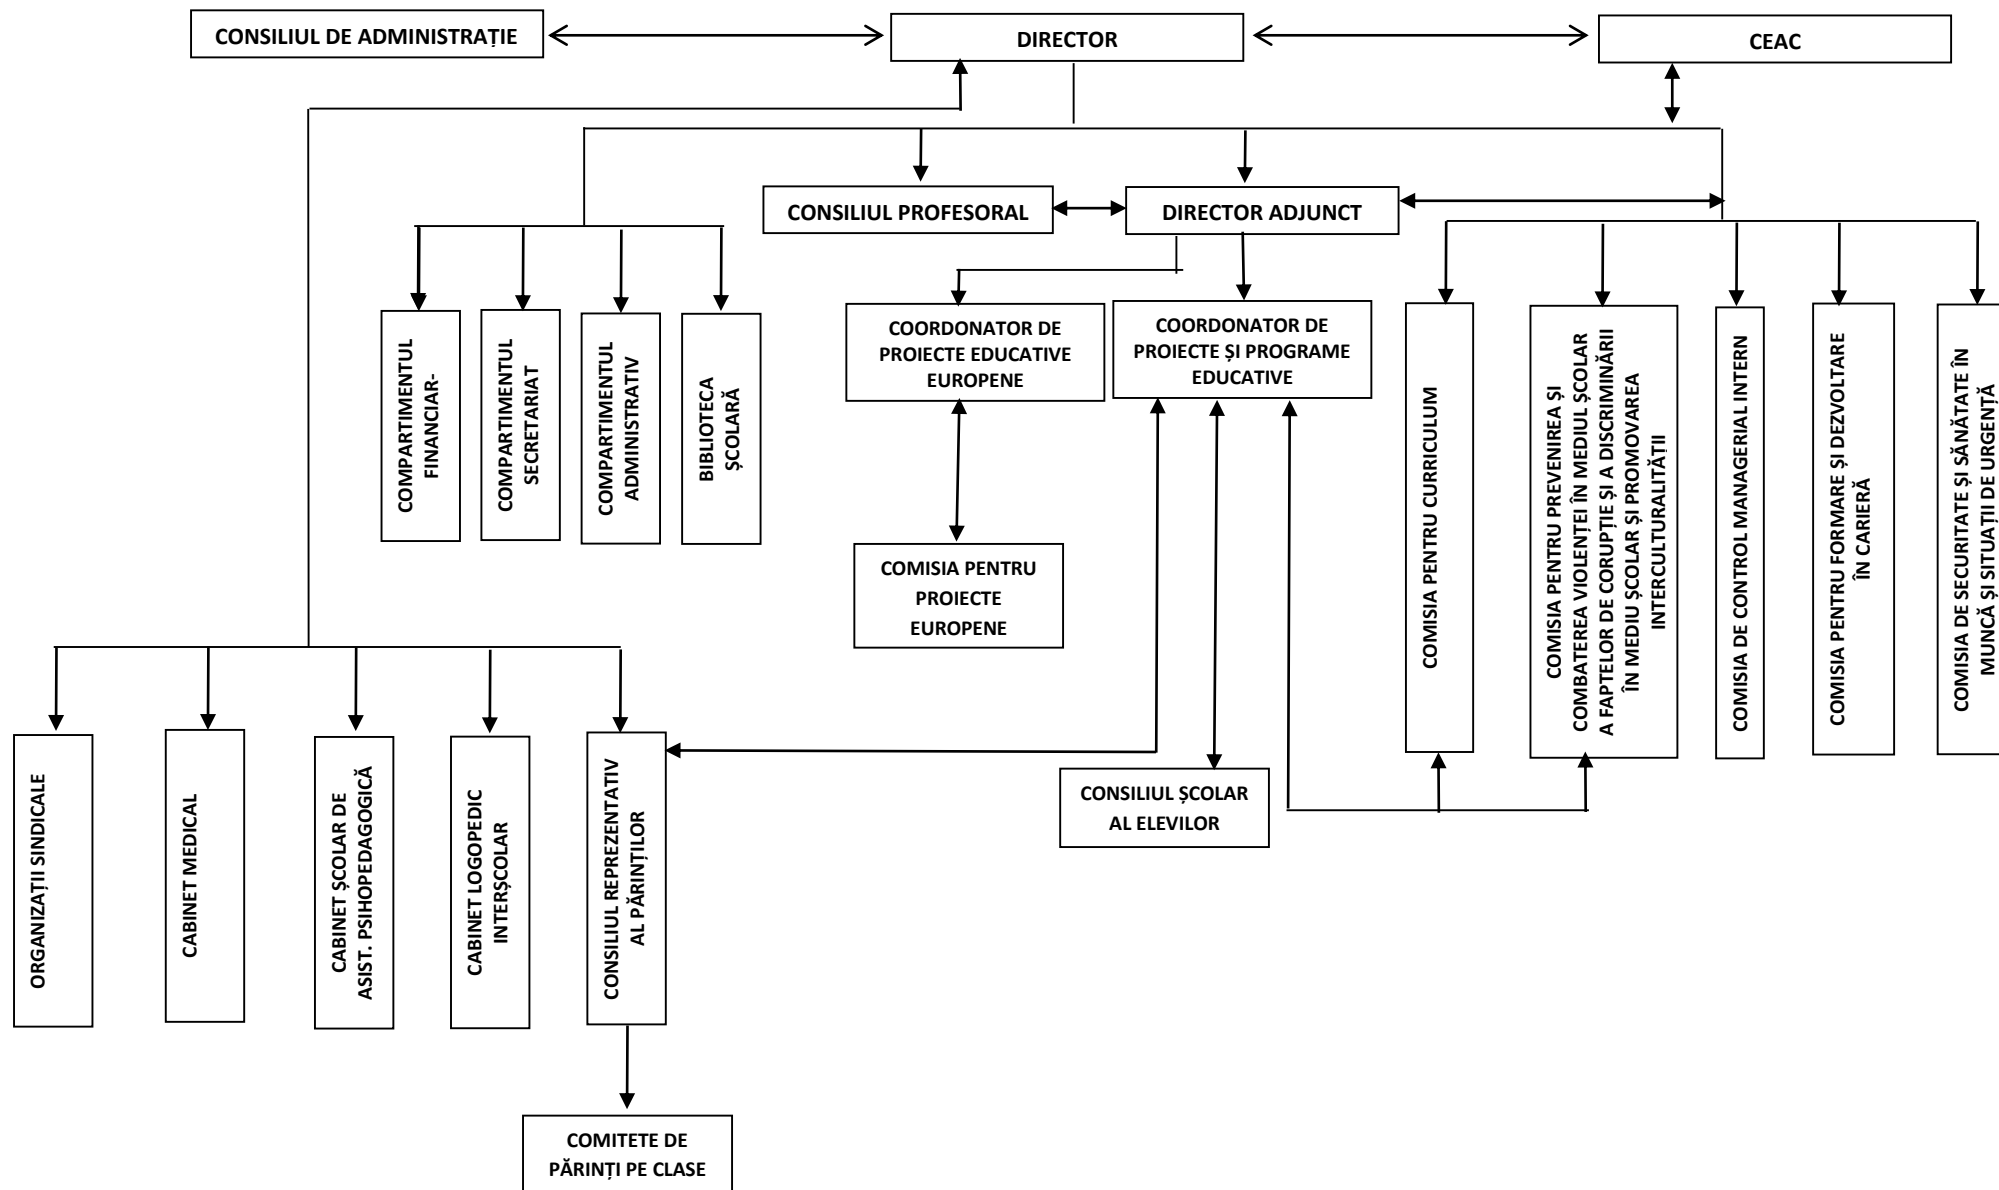 CONSILIUL DE ADMINISTRAȚIE
DIRECTOR
CEAC
CONSILIUL PROFESORAL
DIRECTOR ADJUNCT
COMPARTIMENTUL
FINANCIAR-
COMPARTIMENTUL
SECRETARIAT
COMPARTIMENTUL
ADMINISTRATIV
BIBLIOTECA
ȘCOLARĂ
COORDONATOR DE
PROIECTE EDUCATIVE
EUROPENE
COORDONATOR DE
PROIECTE ȘI PROGRAME
EDUCATIVE
COMISIA PENTRU CURRICULUM
COMISIA PENTRU PREVENIREA ȘI
COMBATEREA VIOLENȚEI ÎN MEDIUL ȘCOLAR
A FAPTELOR DE CORUPȚIE ȘI A DISCRIMINĂRII
ÎN MEDIU ȘCOLAR ȘI PROMOVAREA
INTERCULTURALITĂȚII
COMISIA DE CONTROL MANAGERIAL INTERN
COMISIA PENTRU FORMARE ȘI DEZVOLTARE
ÎN CARIERĂ
COMISIA DE SECURITATE ȘI SĂNĂTATE ÎN
MUNCĂ ȘI SITUAȚII DE URGENȚĂ
COMISIA PENTRU
PROIECTE
EUROPENE
ORGANIZAȚII SINDICALE
CABINET MEDICAL
CABINET ȘCOLAR DE
ASIST. PSIHOPEDAGOGICĂ
CABINET LOGOPEDIC
INTERȘCOLAR
CONSILIUL REPREZENTATIV
AL PĂRINȚILOR
CONSILIUL ȘCOLAR
AL ELEVILOR
COMITETE DE
PĂRINȚI PE CLASE